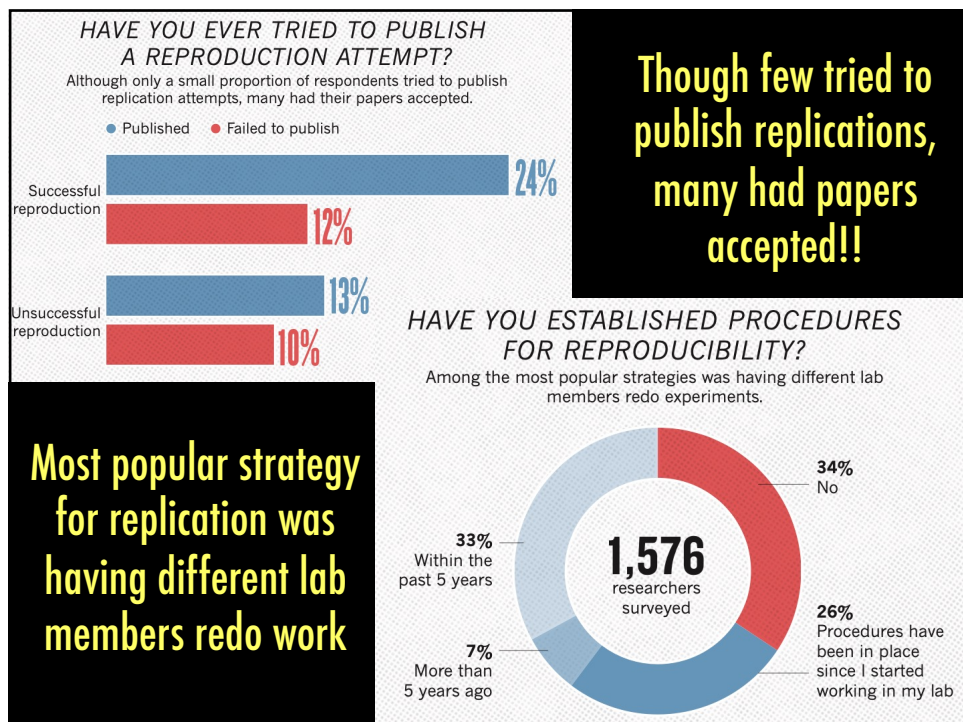 HAVE YOU EVER TRIED TO PUBLISH
A REPRODUCTION ATTEMPT?
Although only a small proportion of respondents tried to publish
replication attempts, many had their papers accepted.
Published Failed to publish
Successful
reproduction
24%
12%
Unsuccessful
reproduction
13%
10%
Though few tried to
publish replications,
many had papers
accepted!!
Most popular strategy
for replication was
having different lab
members redo work
HAVE YOU ESTABLISHED PROCEDURES
FOR REPRODUCIBILITY?
Among the most popular strategies was having different lab
members redo experiments.
34%
No
33%
Within the
past 5 years
1,576
researchers
surveyed
26%
Procedures have
been in place
since I started
working in my lab
7%
More than
5 years ago